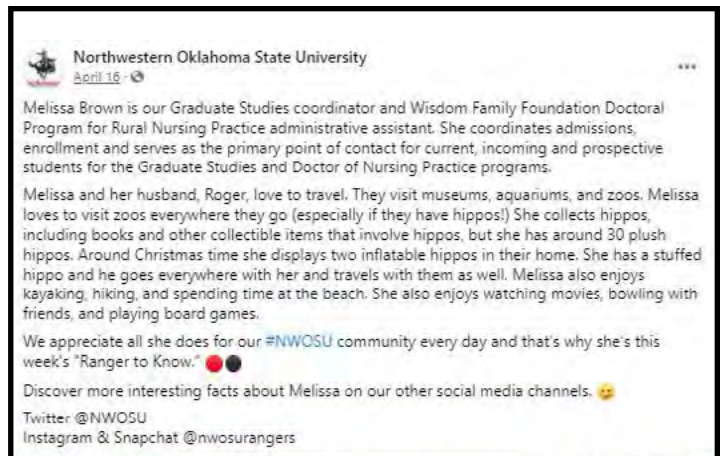 Northwestern Oklahoma State University
April 16 ·
Melissa Brown is our Graduate Studies coordinator and Wisdom Family Foundation Doctoral
Program for Rural Nursing Practice administrative assistant. She coordinates admissions,
enrollment and serves as the primary point of contact for current, incoming and prospective
students for the Graduate Studies and Doctor of Nursing Practice programs.
Melissa and her husband, Roger, love to travel. They visit museums, aquariums, and zoos. Melissa
loves to visit zoos everywhere they go (especially if they have hippos!) She collects hippos,
including books and other collectible items that involve hippos, but she has around 30 plush
hippos. Around Christmas time she displays two inflatable hippos in their home. She has a stuffed
hippo and he goes everywhere with her and travels with them as well. Melissa also enjoys
kayaking, hiking, and spending time at the beach. She also enjoys watching movies, bowling with
friends, and playing board games.
We appreciate all she does for our #NWOSU community every day and that's why she's this
week's "Ranger to Know." 🔴⚫
Discover more interesting facts about Melissa on our other social media channels. 😉
Twitter @NWOSU
Instagram & Snapchat @nwosurangers